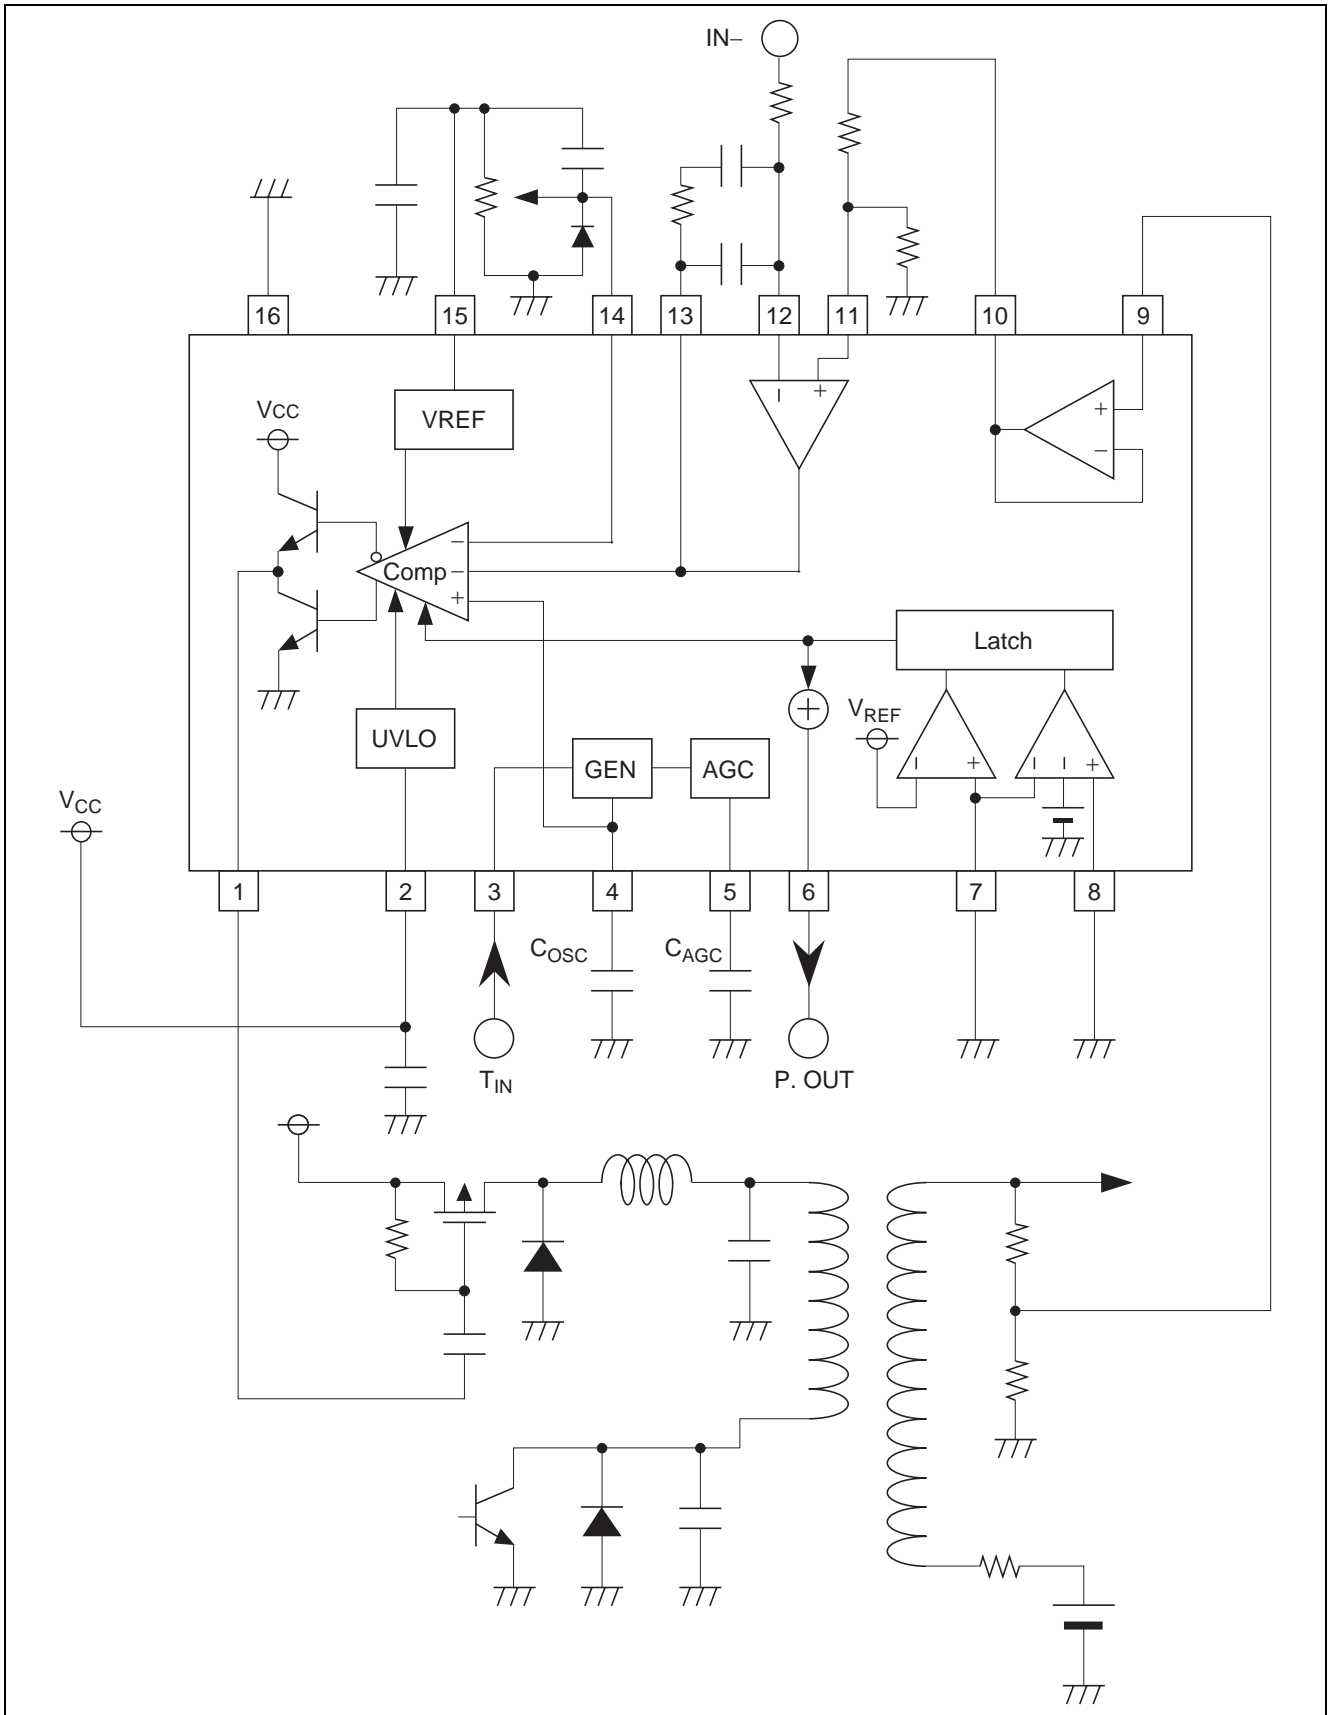 IN–
16
15
14
13
12
11
10
9
VCC
VREF
– +
+
–
Comp
–
–
+
Latch
UVLO
VREF
GEN
AGC
+
– +
– – +
VCC
1
2
3
4
5
6
7
8
COSC
CAGC
TIN
P. OUT